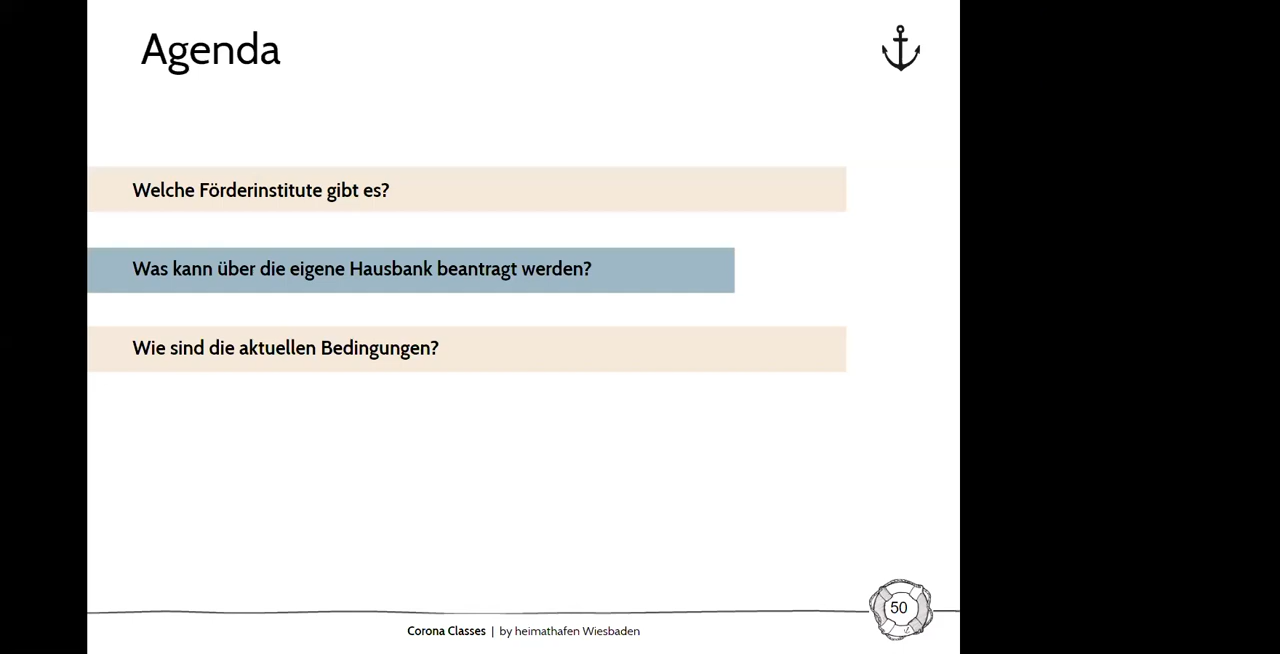 Agenda
Welche Förderinstitute gibt es?
Was kann über die eigene Hausbank beantragt werden?
Wie sind die aktuellen Bedingungen?
50
Corona Classes | by heimathafen Wiesbaden